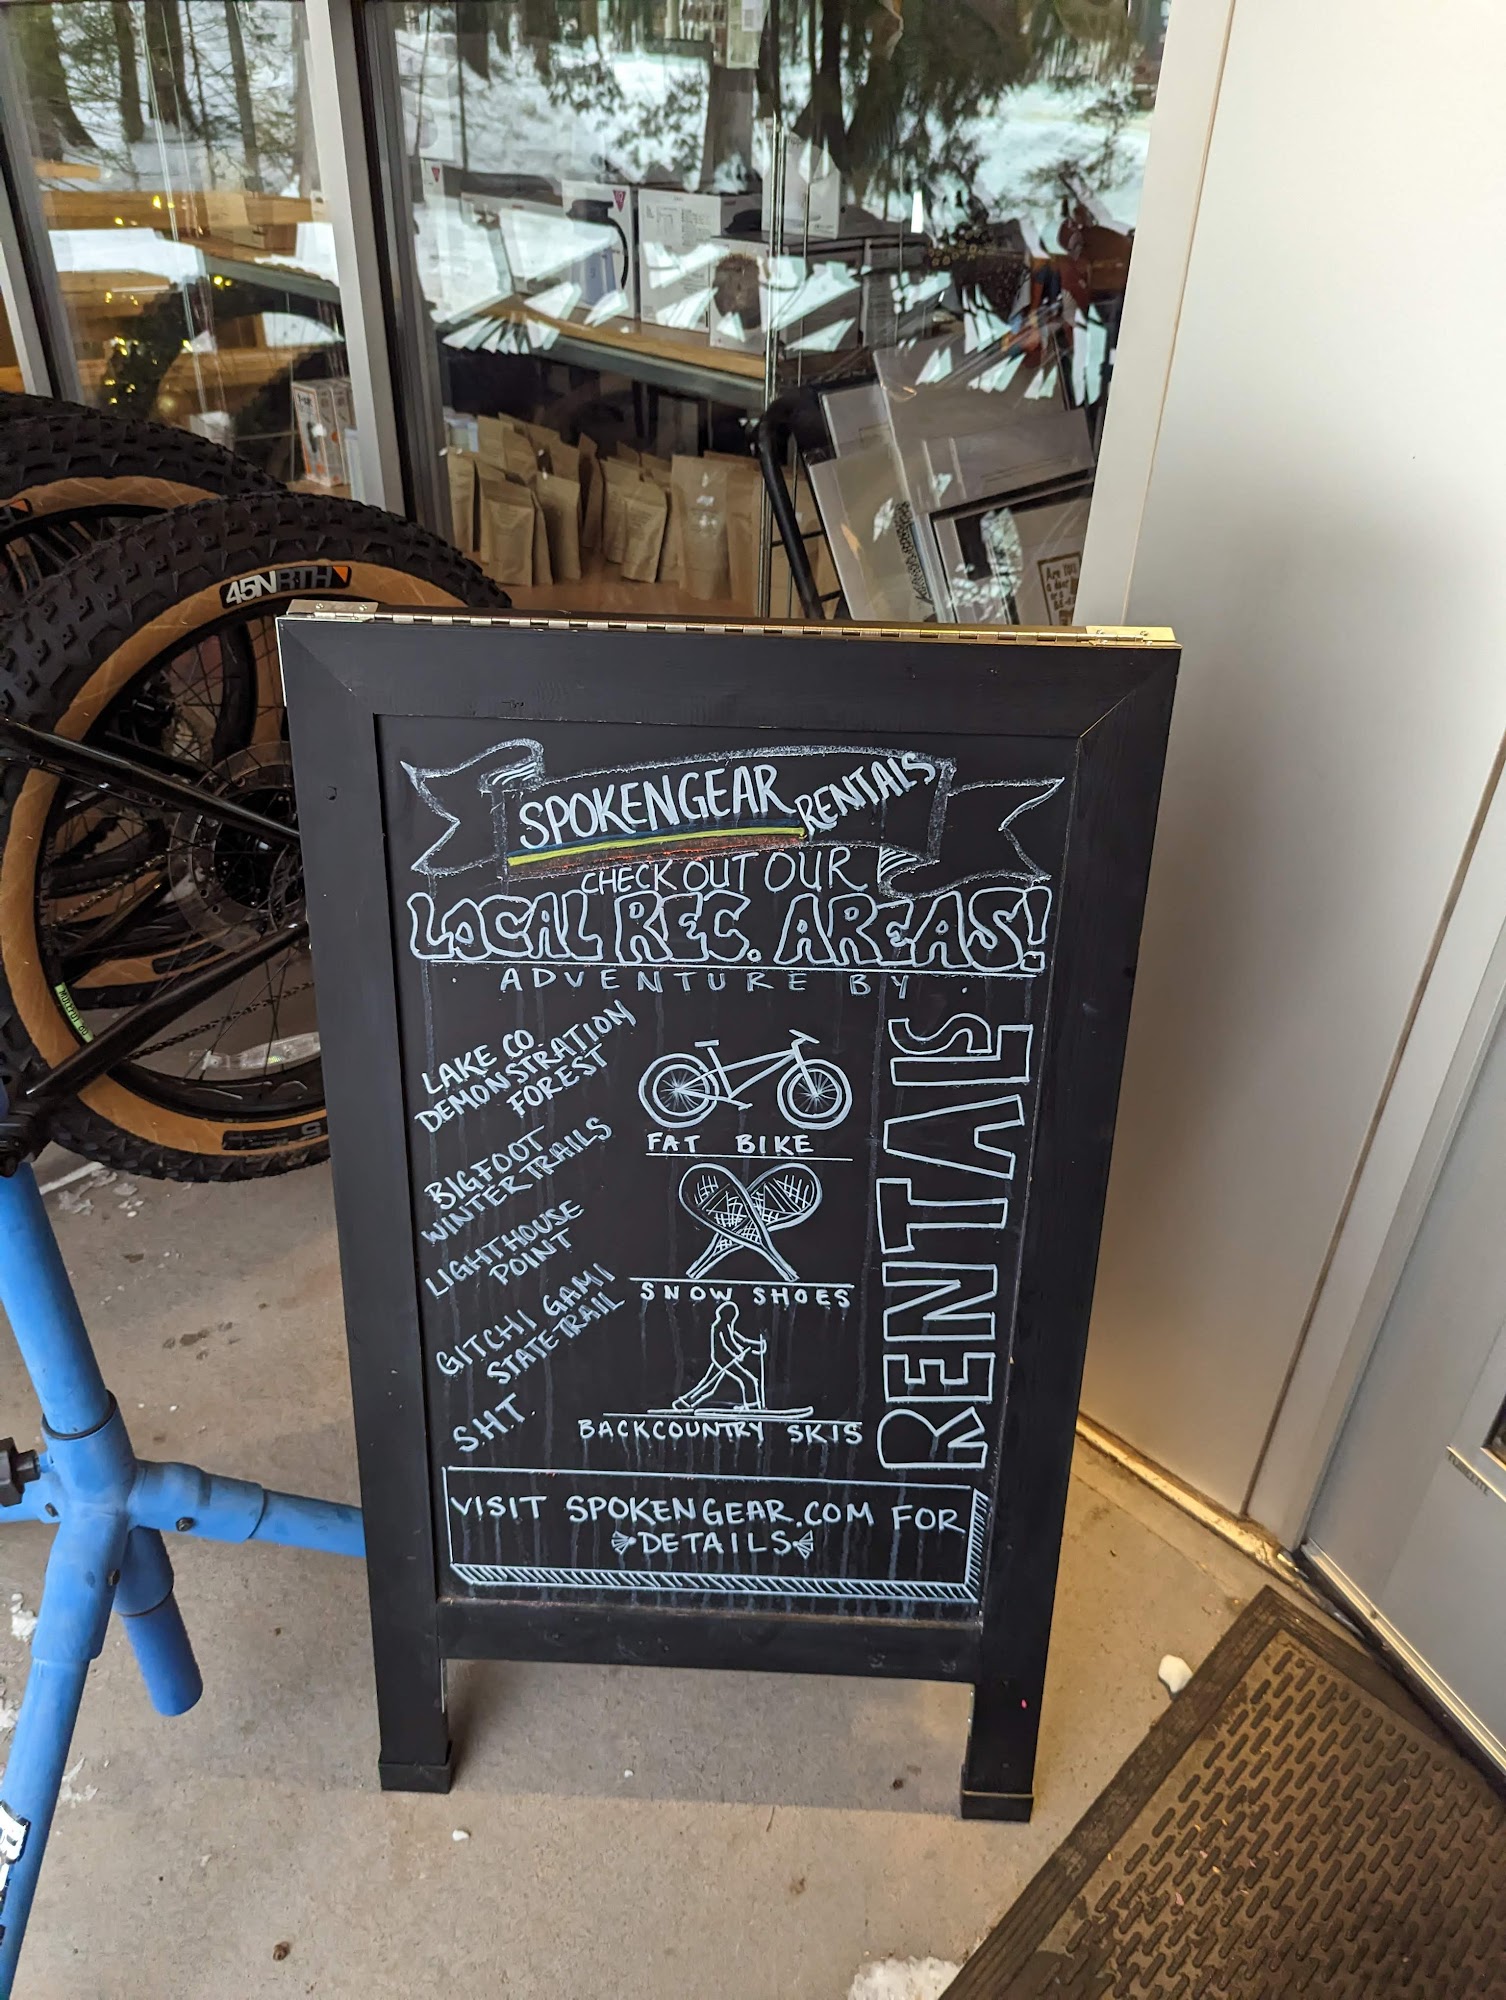 45NRTH
SPOKENGEAR RENTALS
CHECK OUT OUR
LOCAL REC. AREAS!
ADVENTURE BY
LAKE CO.
DEMONSTRATION
FOREST
BIGFOOT
WINTER TRAILS
LIGHTHOUSE
POINT
GITCHI GAMI
STATE TRAIL
S.H.T.
FAT BIKE
SNOW SHOES
BACKCOUNTRY SKIS
RENTALS
VISIT SPOKENGEAR.COM FOR
DETAILS